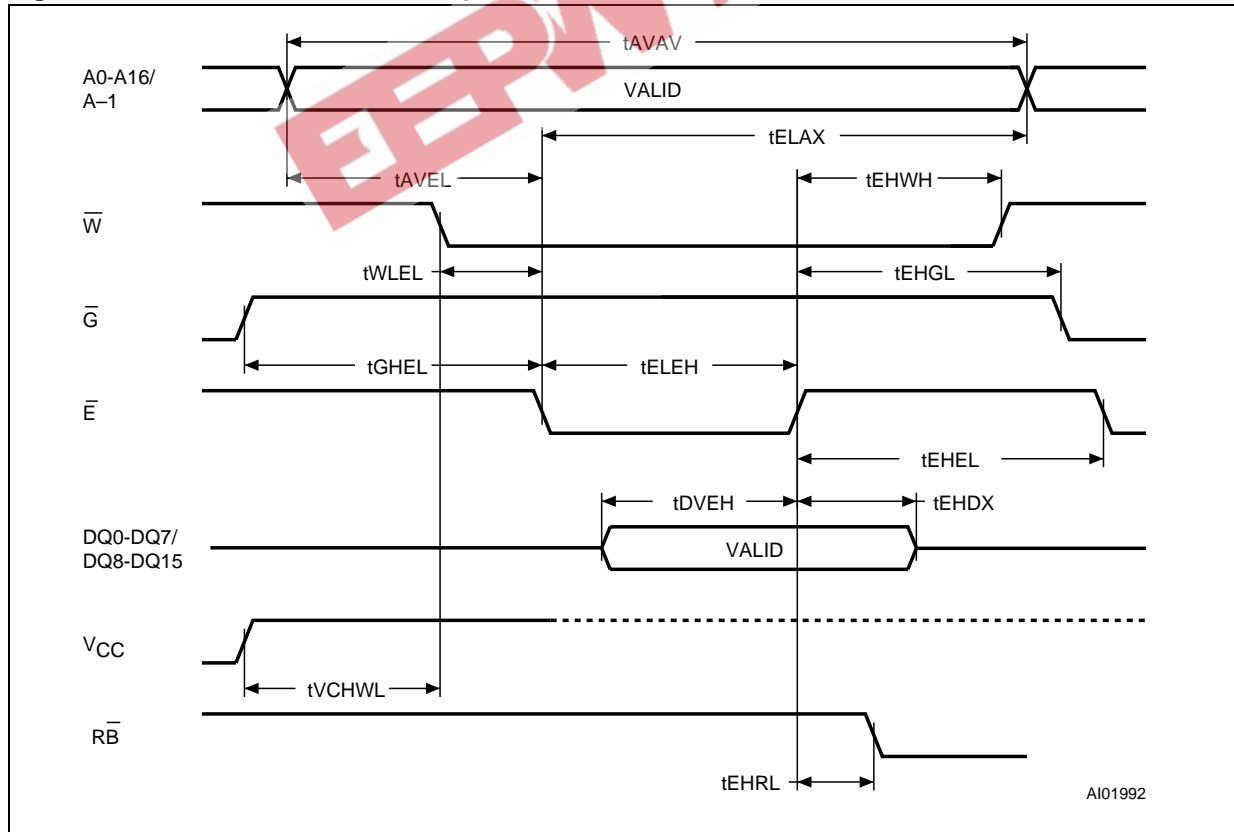 tAVAV
A0-A16/
A–1
VALID
tELAX
tAVEL
tEHWH
W̅
tWLEL
tEHGL
G̅
tGHEL
tELEH
E̅
tEHEL
tDVEH
tEHDX
DQ0-DQ7/
DQ8-DQ15
VALID
VCC
tVCHWL
RB̅
tEHRL
AI01992